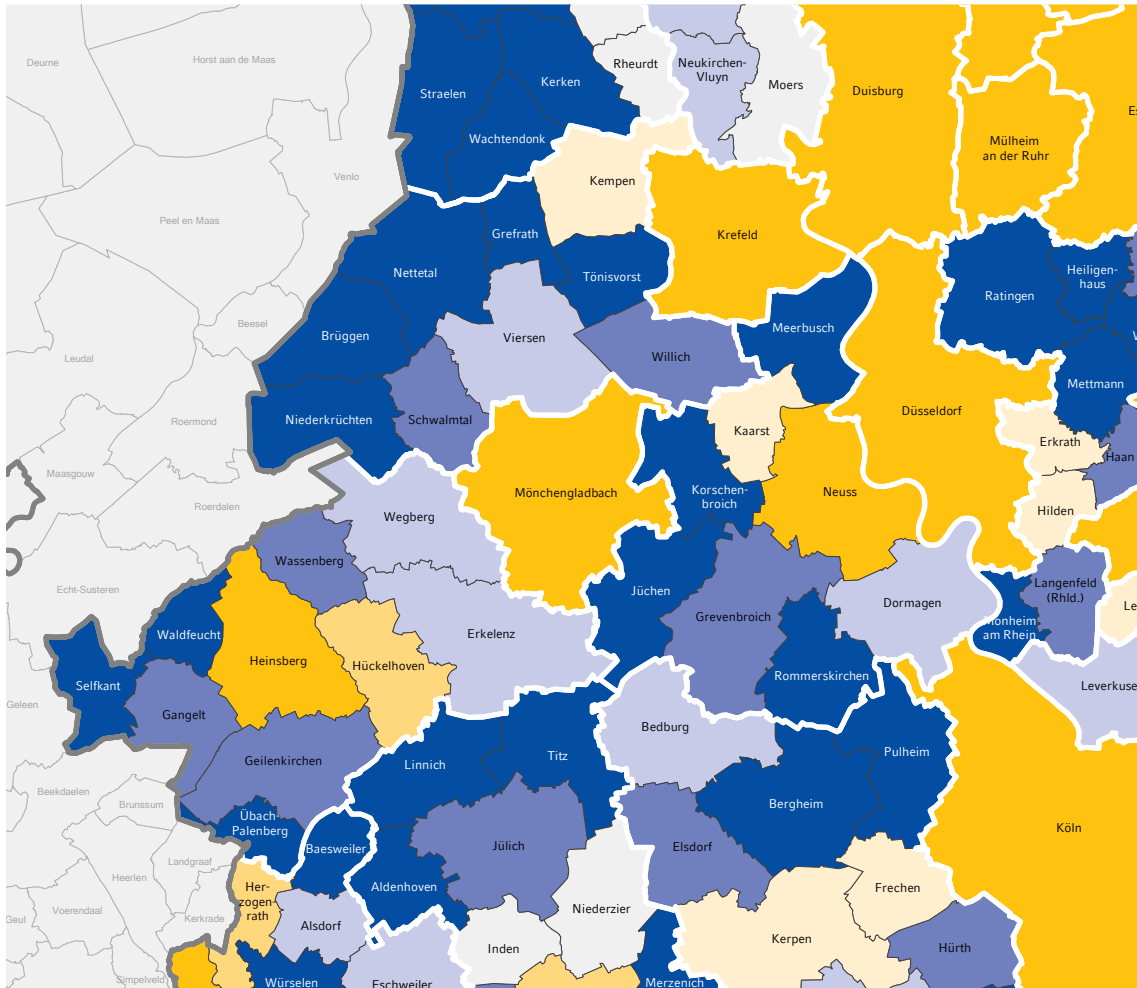 Deurne
Horst aan de Maas
Straelen
Kerken
Rheurdt
Neukirchen-
Vluyn
Moers
Duisburg
Wachtendonk
Mülheim
an der Ruhr
Venlo
Kempen
Peel en Maas
Grefrath
Krefeld
Nettetal
Tönisvorst
Ratingen
Heiligen-
haus
Beesel
Brüggen
Viersen
Meerbusch
Leudal
Willich
Mettmann
Roermond
Niederkrüchten
Schwalmtal
Kaarst
Düsseldorf
Erkrath
Haan
Maasgouw
Mönchengladbach
Korschen-
broich
Neuss
Hilden
Roerdalen
Wegberg
Wassenberg
Echt-Susteren
Jüchen
Dormagen
Langenfeld
(Rhld.)
Le
Waldfeucht
Erkelenz
Grevenbroich
Monheim
am Rhein
Heinsberg
Hückelhoven
Selfkant
Rommerskirchen
Leverkuse
Geleen
Gangelt
Bedburg
Geilenkirchen
Linnich
Titz
Pulheim
Beekdaelen
Brunssum
Bergheim
Übach-
Palenberg
Köln
Baesweiler
Jülich
Elsdorf
Landgraaf
Heerlen
Aldenhoven
Her-
zogen-
rath
Frechen
Voerendaal
Kerkrade
Niederzier
Geul
Alsdorf
Inden
Kerpen
Hürth
Simpelveld
Würselen
Eschweiler
Merzenich